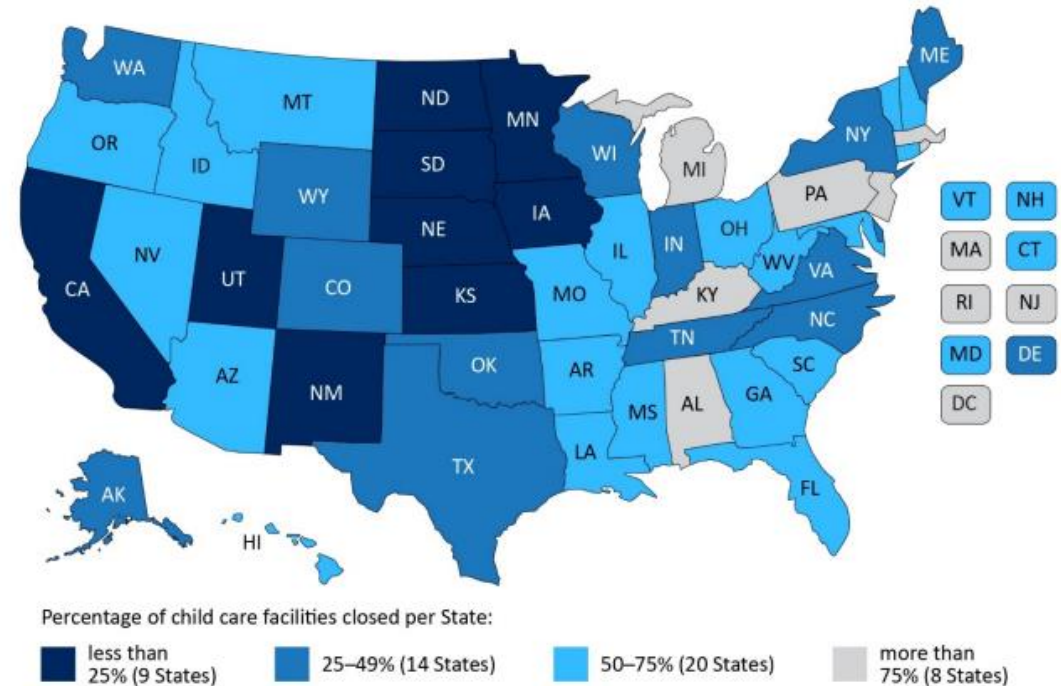 WA
ME
MT
ND
MN
OR
ID
SD
WI
NY
MI
WY
IA
PA
NE
NV
IL
IN
OH
VT
NH
UT
CO
WV
VA
MA
CT
CA
KS
MO
KY
RI
NJ
NC
TN
AZ
OK
AR
SC
MD
DE
NM
MS
AL
GA
DC
LA
TX
FL
AK
HI
Percentage of child care facilities closed per State:
less than
25% (9 States)
25–49% (14 States)
50–75% (20 States)
more than
75% (8 States)